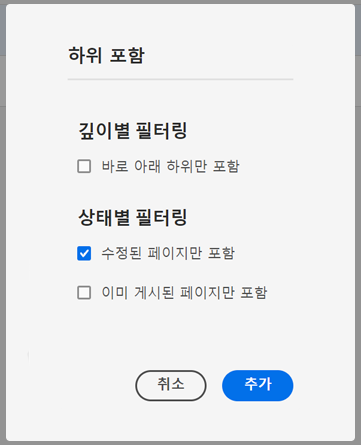 하위 포함
깊이별 필터링
바로 아래 하위만 포함
상태별 필터링
수정된 페이지만 포함
이미 게시된 페이지만 포함
취소
추가